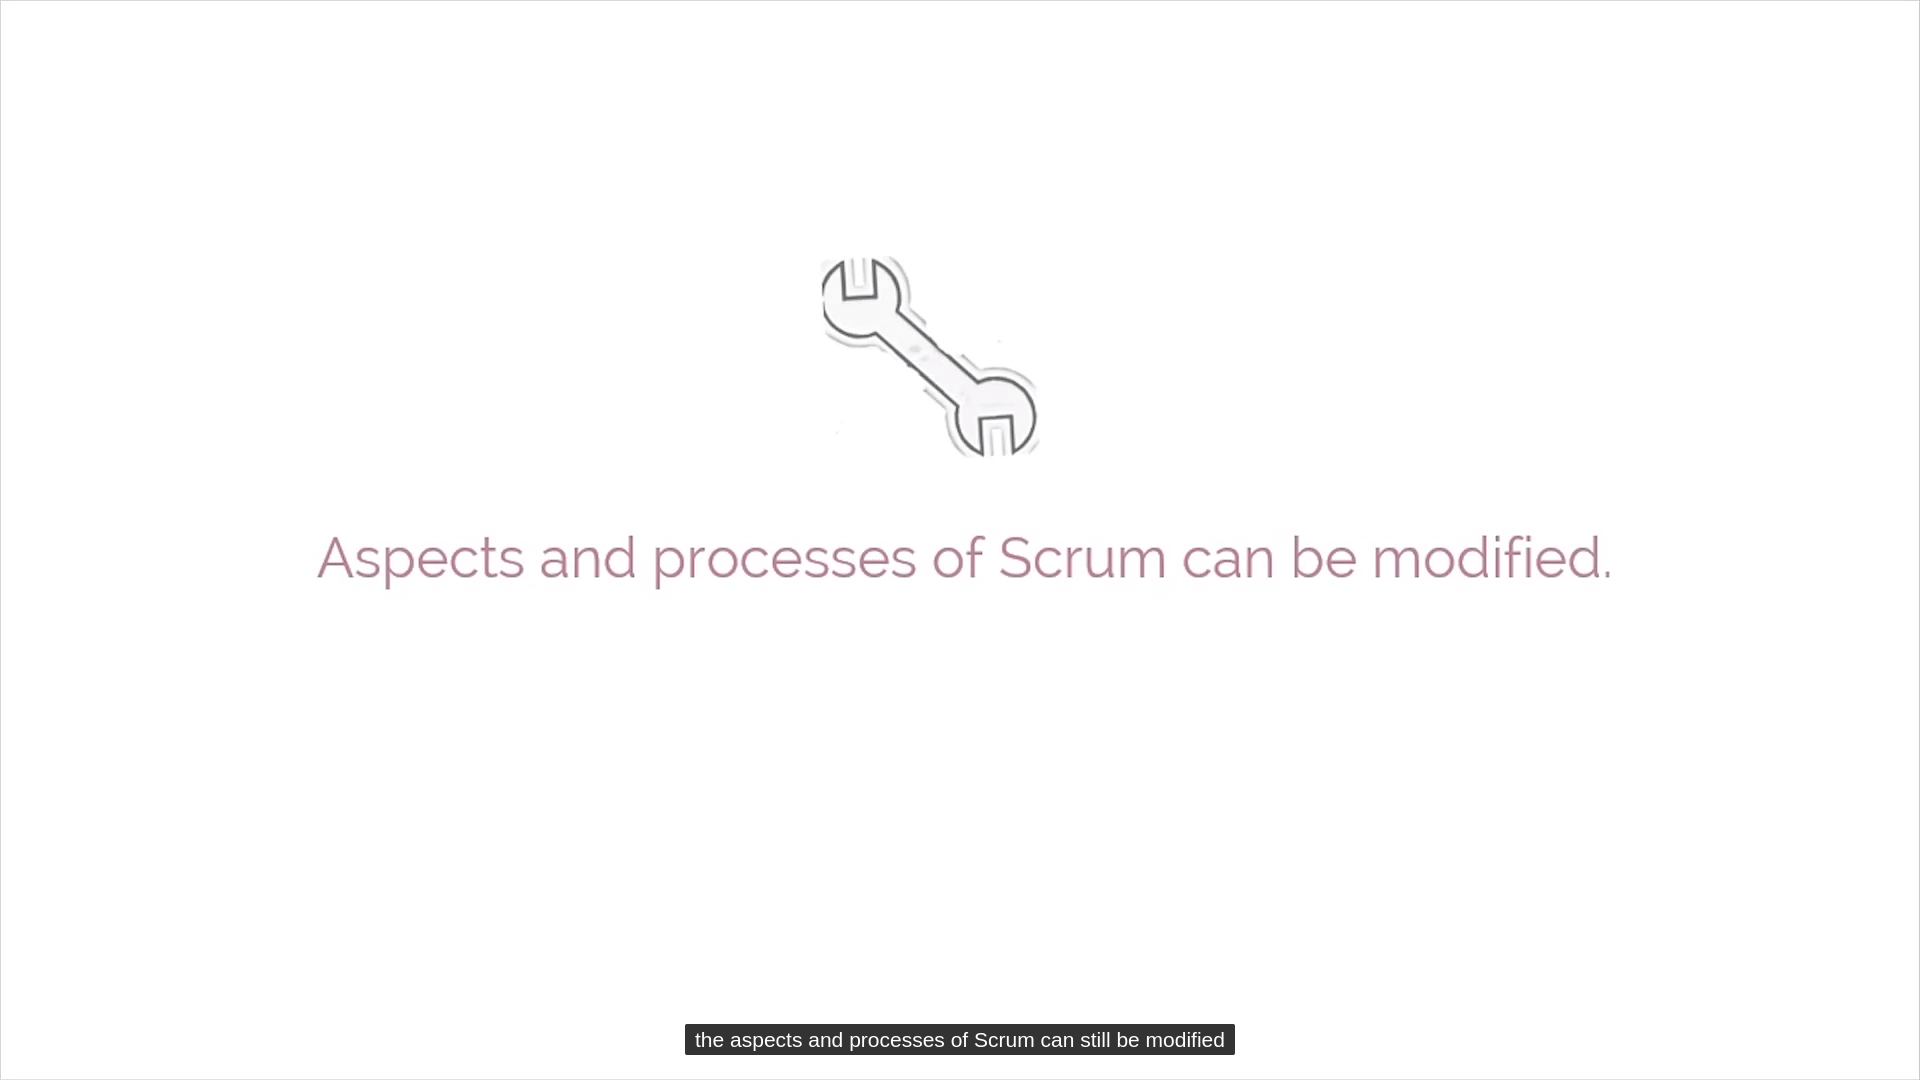 Aspects and processes of Scrum can be modified.
the aspects and processes of Scrum can still be modified